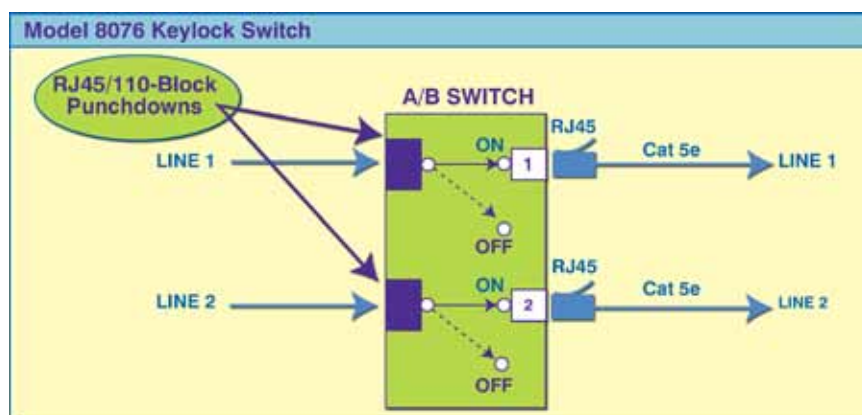 Model 8076 Keylock Switch
RJ45/110-Block
Punchdowns
A/B SWITCH
LINE 1
ON
1
RJ45
Cat 5e
LINE 1
OFF
LINE 2
ON
2
RJ45
Cat 5e
LINE 2
OFF